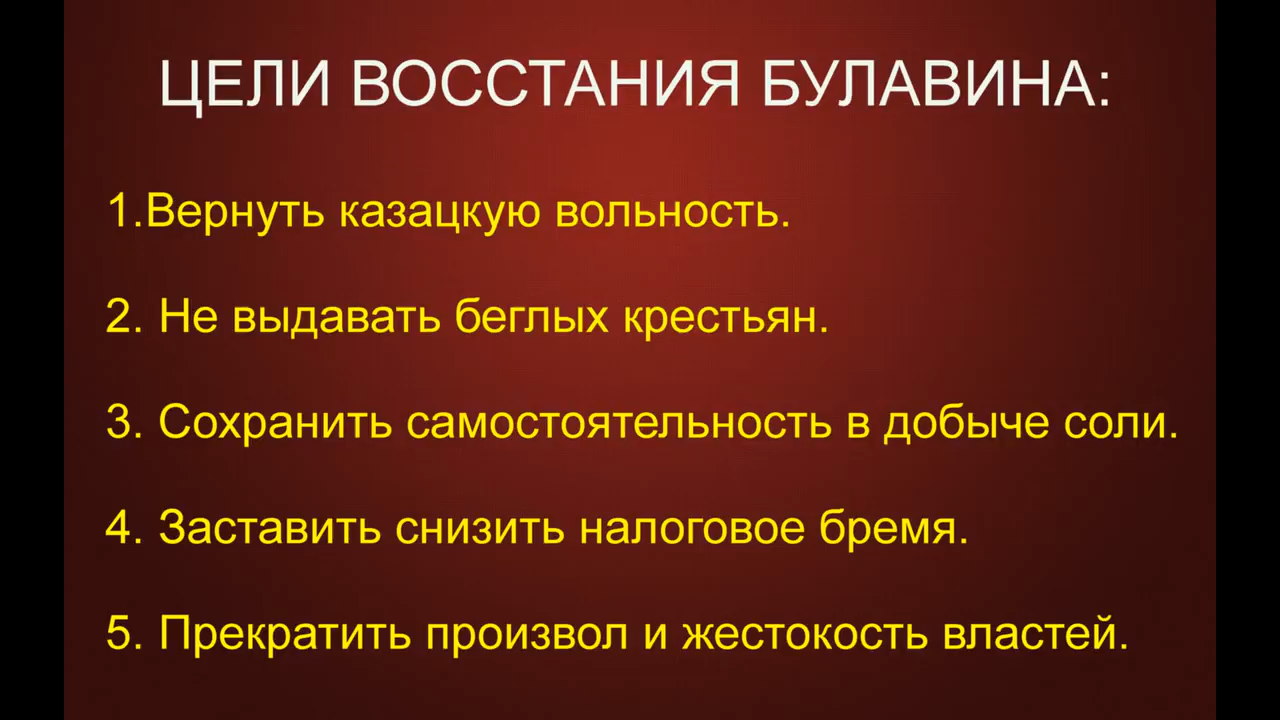 ЦЕЛИ ВОССТАНИЯ БУЛАВИНА:
1.Вернуть казацкую вольность.
2. Не выдавать беглых крестьян.
3. Сохранить самостоятельность в добыче соли.
4. Заставить снизить налоговое бремя.
5. Прекратить произвол и жестокость властей.